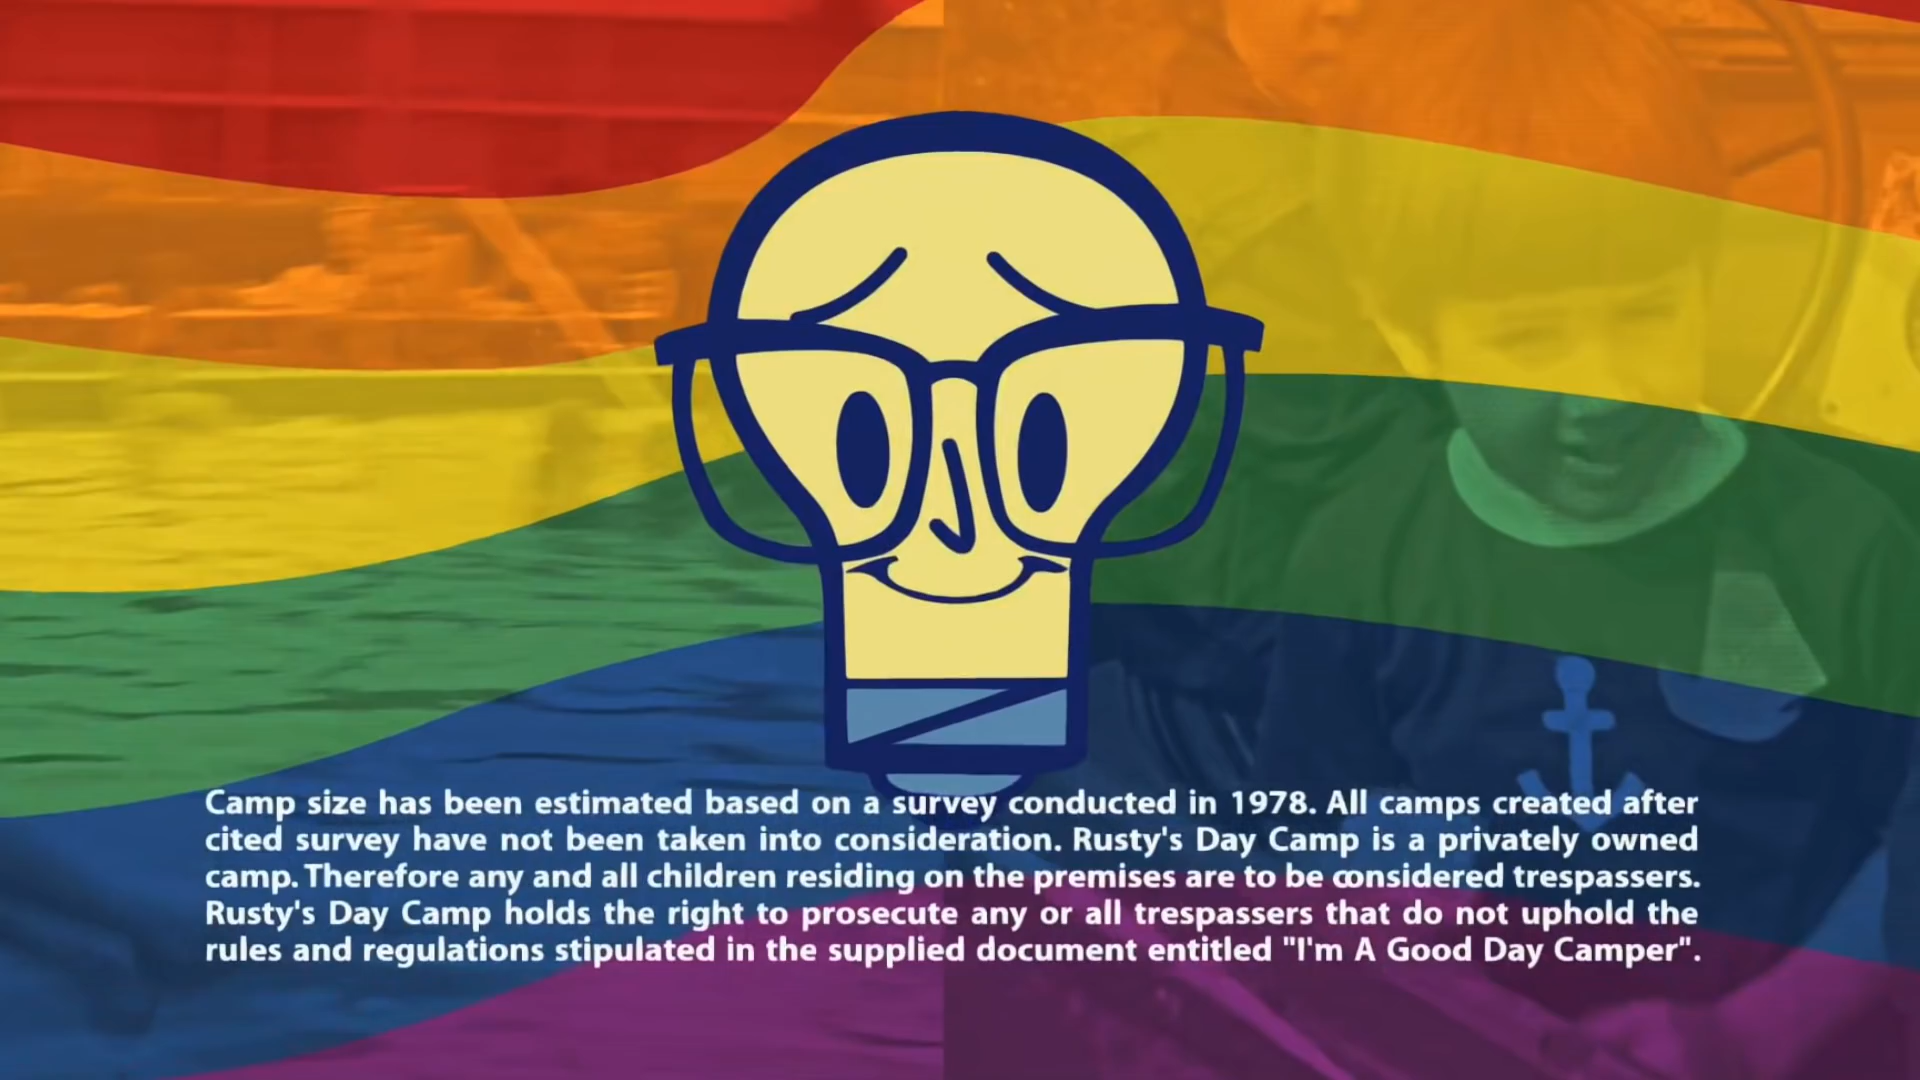 Camp size has been estimated based on a survey conducted in 1978. All camps created after
cited survey have not been taken into consideration. Rusty's Day Camp is a privately owned
camp. Therefore any and all children residing on the premises are to be considered trespassers.
Rusty's Day Camp holds the right to prosecute any or all trespassers that do not uphold the
rules and regulations stipulated in the supplied document entitled "I'm A Good Day Camper".